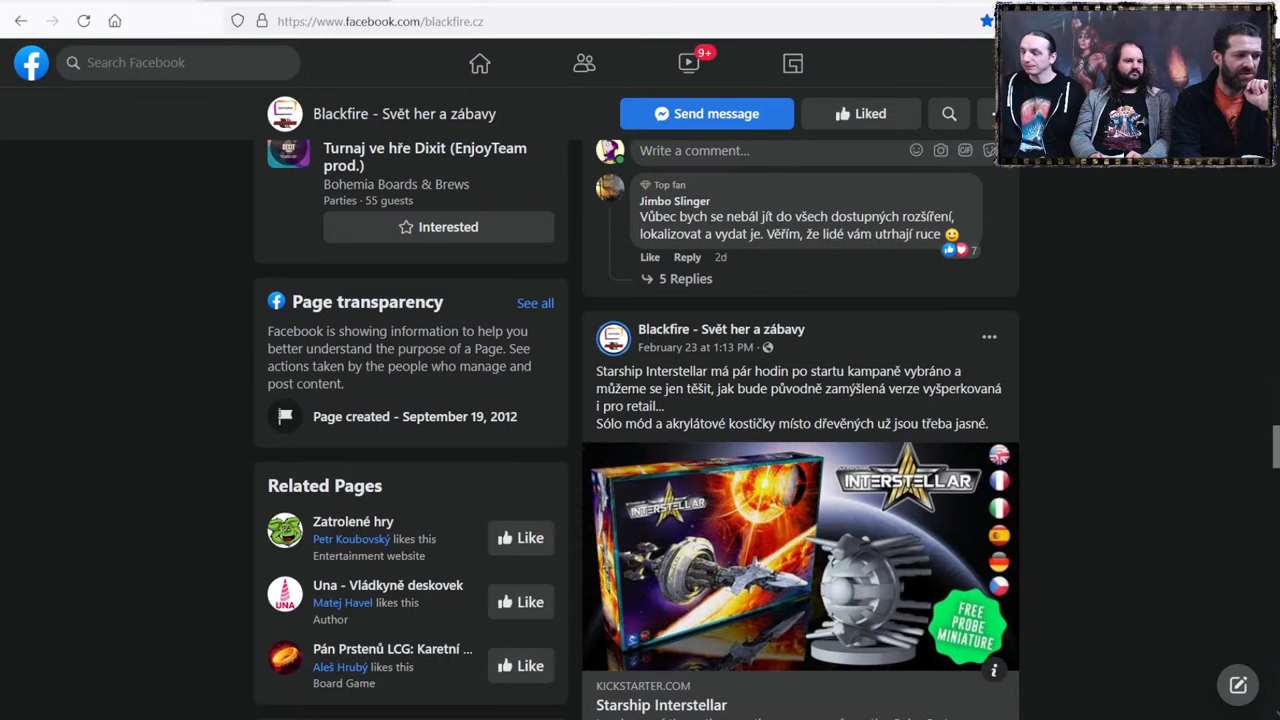 https://www.facebook.com/blackfire.cz
Search Facebook
9+
Blackfire - Svět her a zábavy
Send message
Liked
Turnaj ve hře Dixit (EnjoyTeam
prod.)
Bohemia Boards & Brews
Parties · 55 guests
Interested
Page transparency
See all
Facebook is showing information to help you
better understand the purpose of a Page. See
actions taken by the people who manage and
post content.
Page created - September 19, 2012
Related Pages
Zatrolené hry
Petr Koubovský likes this
Entertainment website
Like
Una - Vládkyně deskovek
Matej Havel likes this
Author
Like
UNA
Pán Prstenů LCG: Karetní ...
Aleš Hrubý likes this
Board Game
Like
Write a comment...
GIF
Top fan
Jimbo Slinger
Vůbec bych se nebál jít do všech dostupných rozšíření,
lokalizovat a vydat je. Věřím, že lidé vám utrhají ruce
7
Like Reply 2d
5 Replies
Blackfire - Svět her a zábavy
February 23 at 1:13 PM ·
Starship Interstellar má pár hodin po startu kampaně vybráno a
můžeme se jen těšit, jak bude původně zamýšlená verze vyšperkovaná
i pro retail...
Sólo mód a akrylátové kostičky místo dřevěných už jsou třeba jasné.
INTERSTELLAR
INTERSTELLAR
FREE
PROBE
MINIATURE
KICKSTARTER.COM
Starship Interstellar